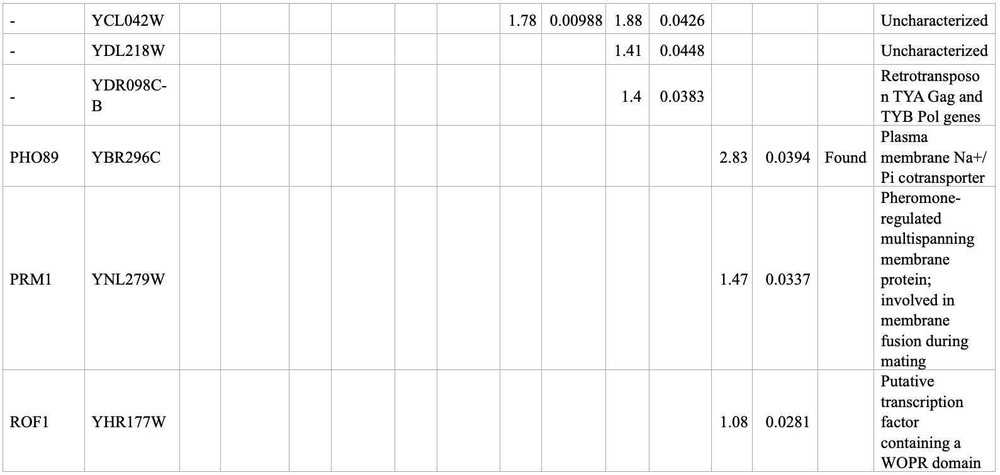 - YCL042W 1.78 0.00988 1.88 0.0426 Uncharacterized
- YDL218W 1.41 0.0448 Uncharacterized
- YDR098C-
B 1.4 0.0383 Retrotransposo
n TYA Gag and
TYB Pol genes
PHO89 YBR296C 2.83 0.0394 Found Plasma
membrane Na+/
Pi cotransporter
PRM1 YNL279W 1.47 0.0337 Pheromone-
regulated
multispanning
membrane
protein;
involved in
membrane
fusion during
mating
ROF1 YHR177W 1.08 0.0281 Putative
transcription
factor
containing a
WOPR domain